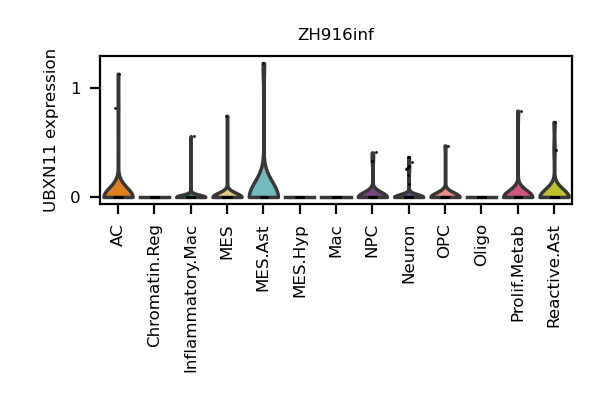 ZH916inf
UBXN11 expression
1
0
AC
Chromatin.Reg
Inflammatory.Mac
MES
MES.Ast
MES.Hyp
Mac
NPC
Neuron
OPC
Oligo
Prolif.Metab
Reactive.Ast